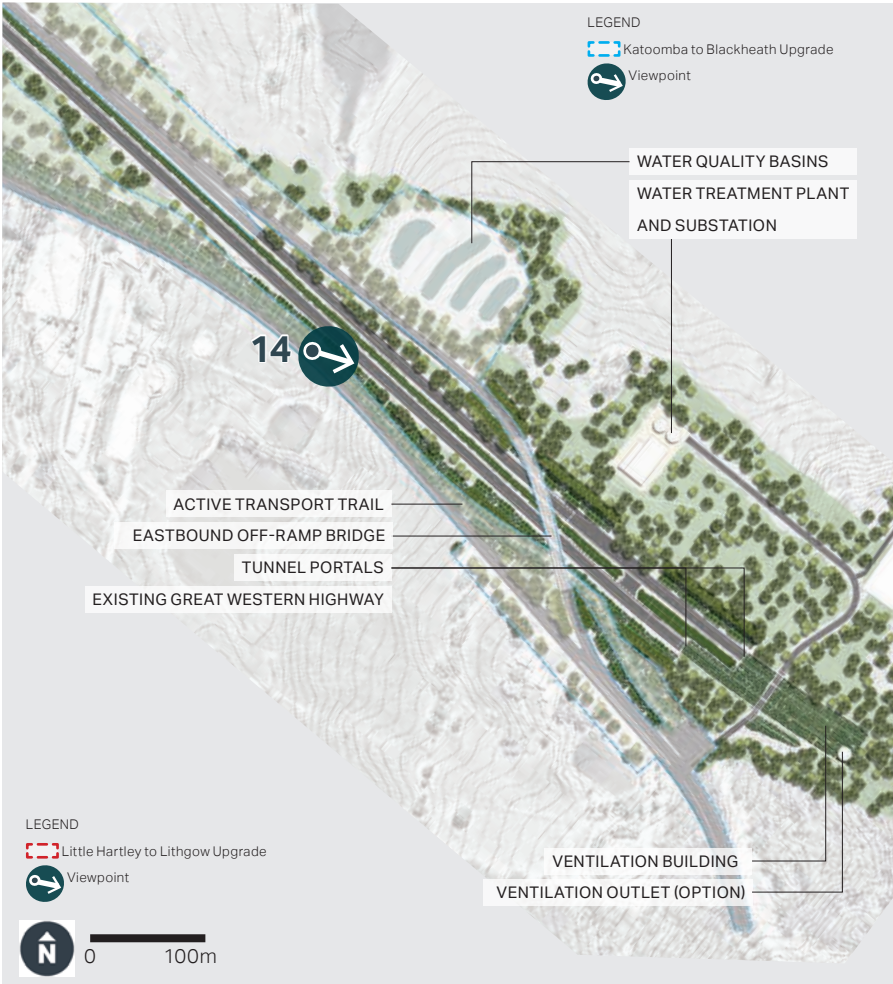 LEGEND
Katoomba to Blackheath Upgrade
Viewpoint
WATER QUALITY BASINS
WATER TREATMENT PLANT
AND SUBSTATION
14
ACTIVE TRANSPORT TRAIL
EASTBOUND OFF-RAMP BRIDGE
TUNNEL PORTALS
EXISTING GREAT WESTERN HIGHWAY
LEGEND
Little Hartley to Lithgow Upgrade
Viewpoint
VENTILATION BUILDING
VENTILATION OUTLET (OPTION)
N
0 100m